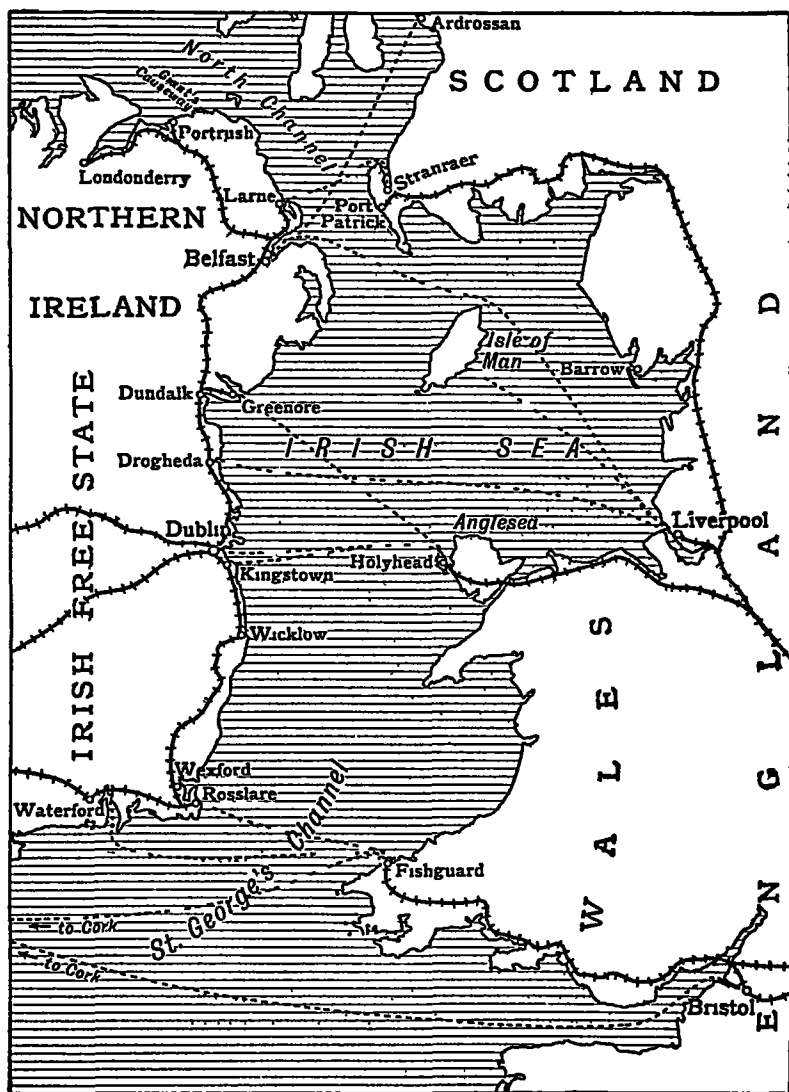 Ardrossan
SCOTLAND
North Channel
Giant's
Causeway
Portrush
Londonderry
Stranraer
Larne
Port
Patrick
NORTHERN
Belfast
IRELAND
Isle of
Man
Barrow
Dundalk
Greenore
IRISH SEA
Drogheda
Dublin
Anglesea
Liverpool
Holyhead
Kingstown
IRISH FREE STATE
Wicklow
WALES
ENGLAND
Wexford
Rosslare
Waterford
St. George's Channel
Fishguard
to Cork
to Cork
Bristol